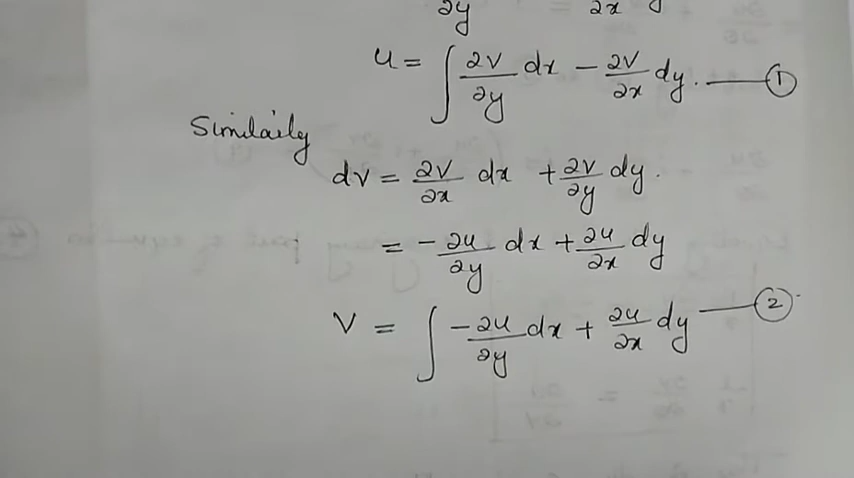 ∂y ∂x y
u = ∫ ∂v/∂y dx − ∂v/∂x dy. —— ①
Similarly
dv = ∂v/∂x dx + ∂v/∂y dy.
= − ∂u/∂y dx + ∂u/∂x dy
V = ∫ −∂u/∂y dx + ∂u/∂x dy —— ②